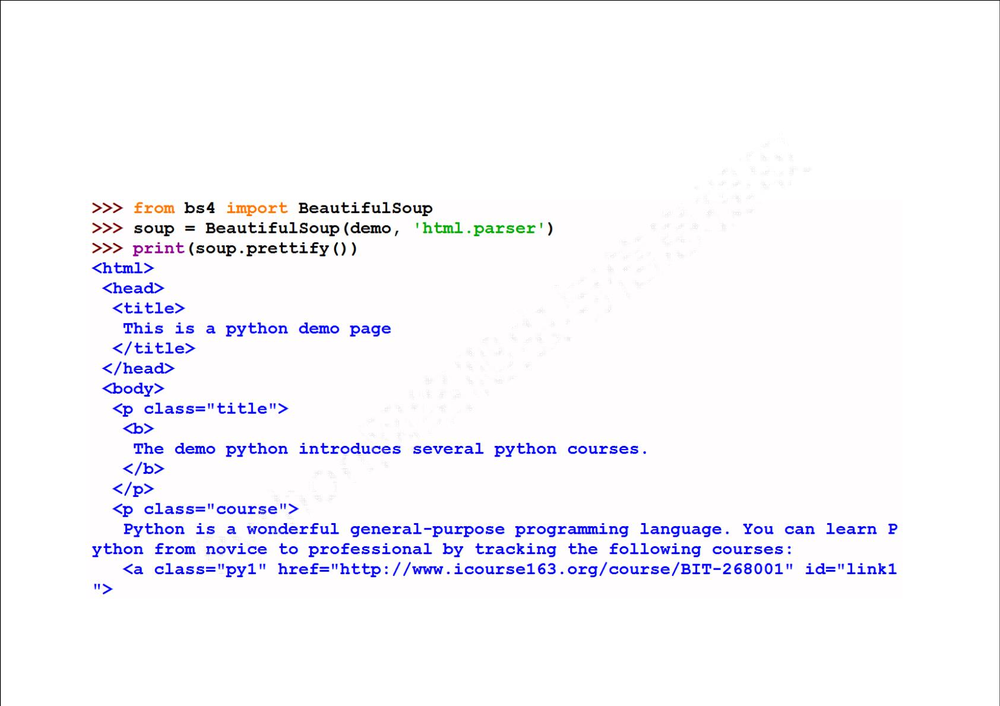 >>> from bs4 import BeautifulSoup
>>> soup = BeautifulSoup(demo, 'html.parser')
>>> print(soup.prettify())
<html>
 <head>
  <title>
   This is a python demo page
  </title>
 </head>
 <body>
  <p class="title">
   <b>
    The demo python introduces several python courses.
   </b>
  </p>
  <p class="course">
   Python is a wonderful general-purpose programming language. You can learn P
ython from novice to professional by tracking the following courses:
   <a class="py1" href="http://www.icourse163.org/course/BIT-268001" id="link1
">